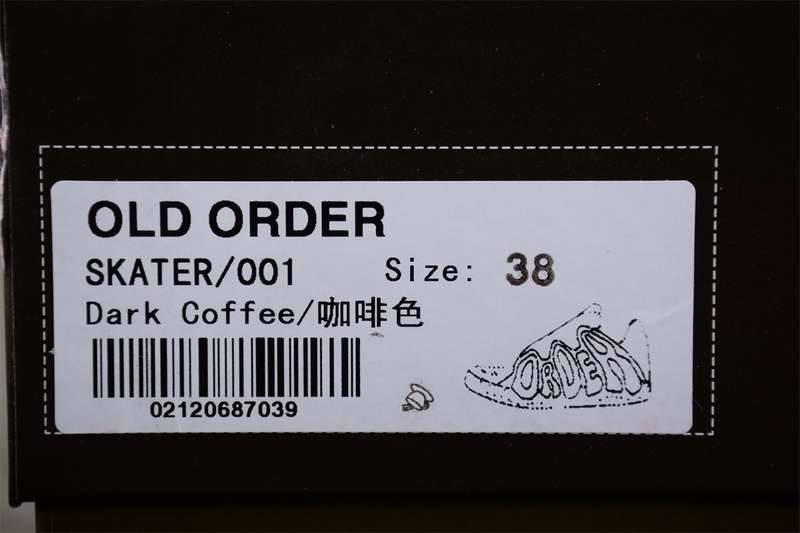 OLD ORDER
SKATER/001 Size: 38
Dark Coffee/咖啡色
02120687039
ORDER